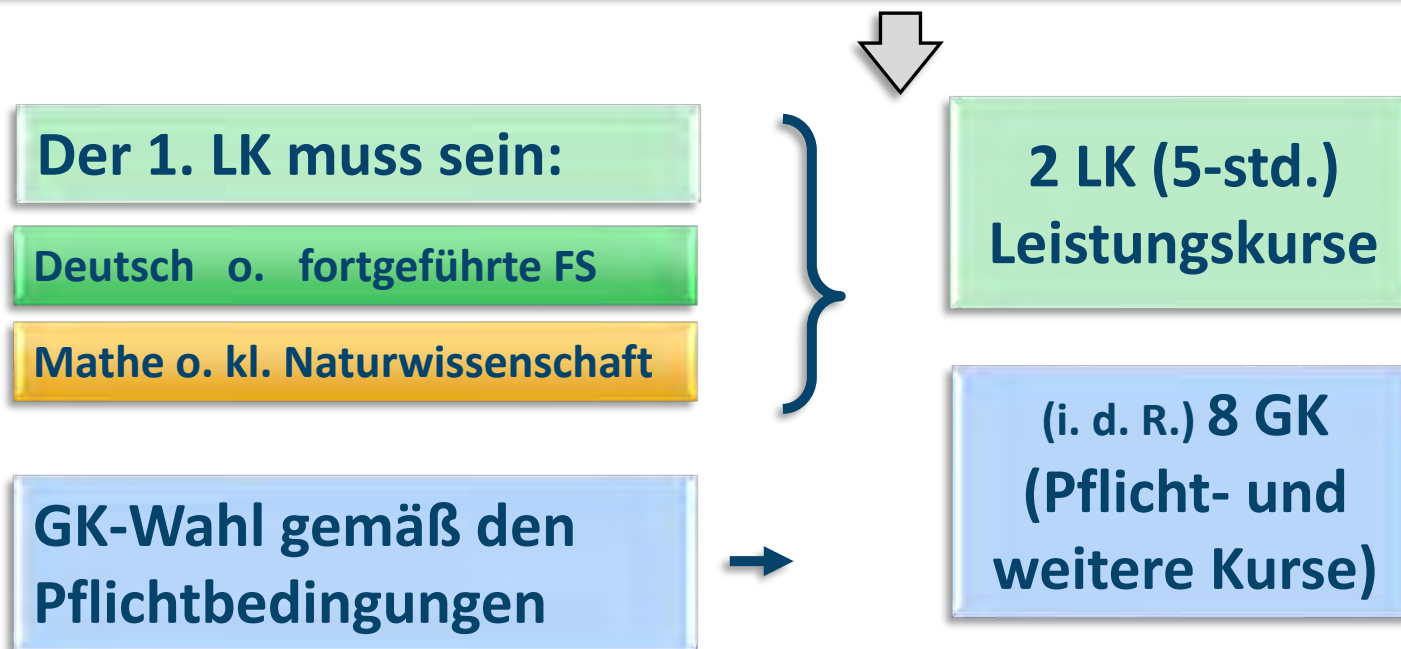 Der 1. LK muss sein:
Deutsch o. fortgeführte FS
Mathe o. kl. Naturwissenschaft
2 LK (5-std.)
Leistungskurse
GK-Wahl gemäß den
Pflichtbedingungen
(i. d. R.) 8 GK
(Pflicht- und
weitere Kurse)